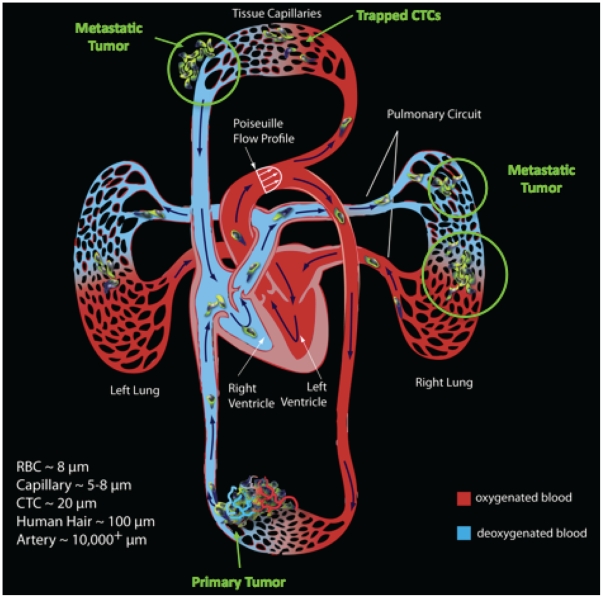 Tissue Capillaries
Trapped CTCs
Metastatic
Tumor
Poiseuille
Flow Profile
Pulmonary Circuit
Metastatic
Tumor
Left Lung
Right
Ventricle
Left
Ventricle
Right Lung
RBC ~ 8 µm
Capillary ~ 5-8 µm
CTC ~ 20 µm
Human Hair ~ 100 µm
Artery ~ 10,000⁺ µm
oxygenated blood
deoxygenated blood
Primary Tumor